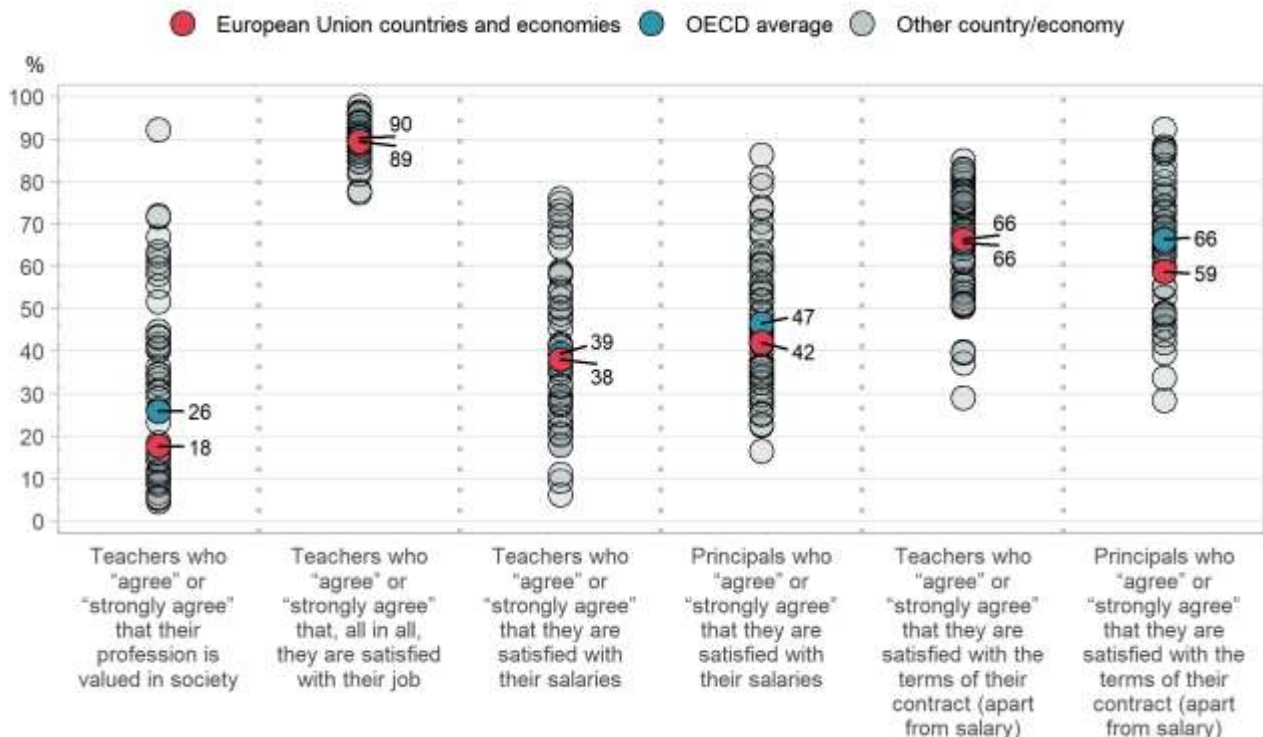 European Union countries and economies OECD average Other country/economy
%
100
90
80
70
60
50
40
30
20
10
0
26
18
90
89
39
38
47
42
66
66
66
59
Teachers who
“agree” or
“strongly agree”
that their
profession is
valued in society
Teachers who
“agree” or
“strongly agree”
that, all in all,
they are satisfied
with their job
Teachers who
“agree” or
“strongly agree”
that they are
satisfied with
their salaries
Principals who
“agree” or
“strongly agree”
that they are
satisfied with
their salaries
Teachers who
“agree” or
“strongly agree”
that they are
satisfied with the
terms of their
contract (apart
from salary)
Principals who
“agree” or
“strongly agree”
that they are
satisfied with the
terms of their
contract (apart
from salary)